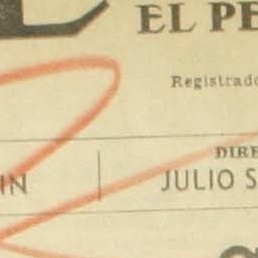 EL PE
Registrado
DIRE
IN JULIO S